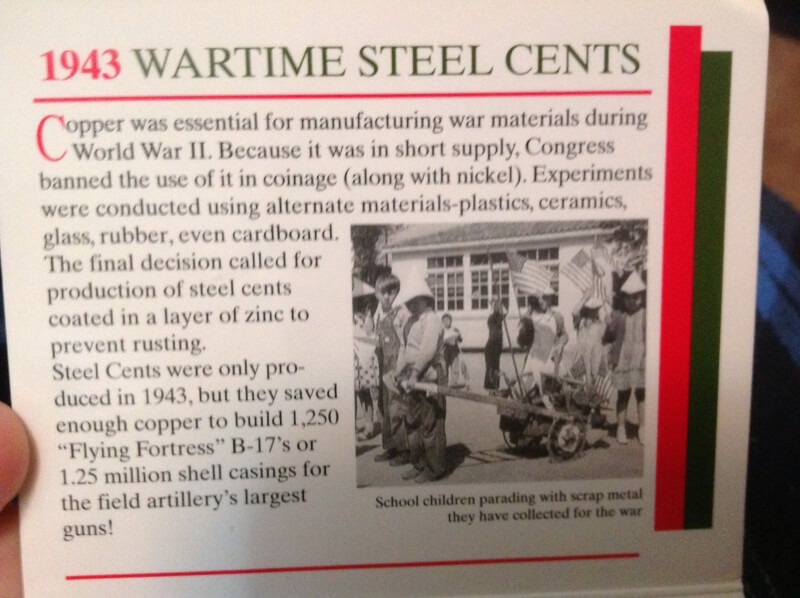 1943 WARTIME STEEL CENTS
Copper was essential for manufacturing war materials during
World War II. Because it was in short supply, Congress
banned the use of it in coinage (along with nickel). Experiments
were conducted using alternate materials-plastics, ceramics,
glass, rubber, even cardboard.
The final decision called for
production of steel cents
coated in a layer of zinc to
prevent rusting.
Steel Cents were only pro-
duced in 1943, but they saved
enough copper to build 1,250
“Flying Fortress” B-17's or
1.25 million shell casings for
the field artillery's largest
guns!
School children parading with scrap metal
they have collected for the war